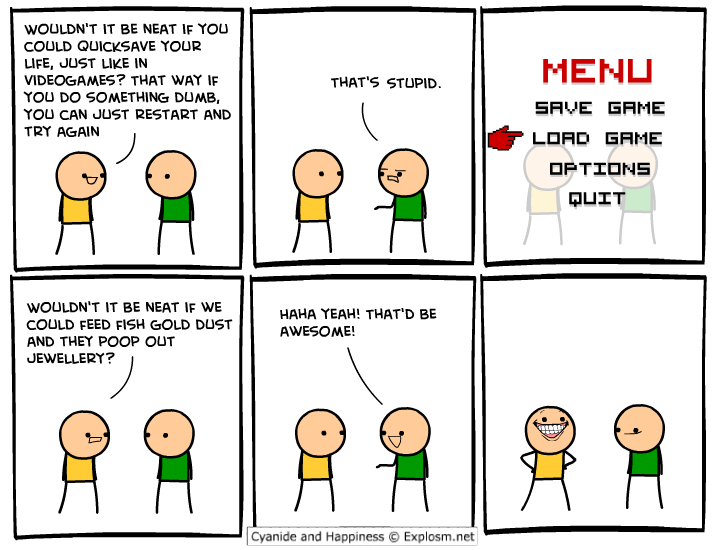 WOULDN'T IT BE NEAT IF YOU
COULD QUICKSAVE YOUR
LIFE, JUST LIKE IN
VIDEOGAMES? THAT WAY IF
YOU DO SOMETHING DUMB,
YOU CAN JUST RESTART AND
TRY AGAIN
THAT'S STUPID.
MENU
SAVE GAME
LOAD GAME
OPTIONS
QUIT
WOULDN'T IT BE NEAT IF WE
COULD FEED FISH GOLD DUST
AND THEY POOP OUT
JEWELLERY?
HAHA YEAH! THAT'D BE
AWESOME!
Cyanide and Happiness © Explosm.net